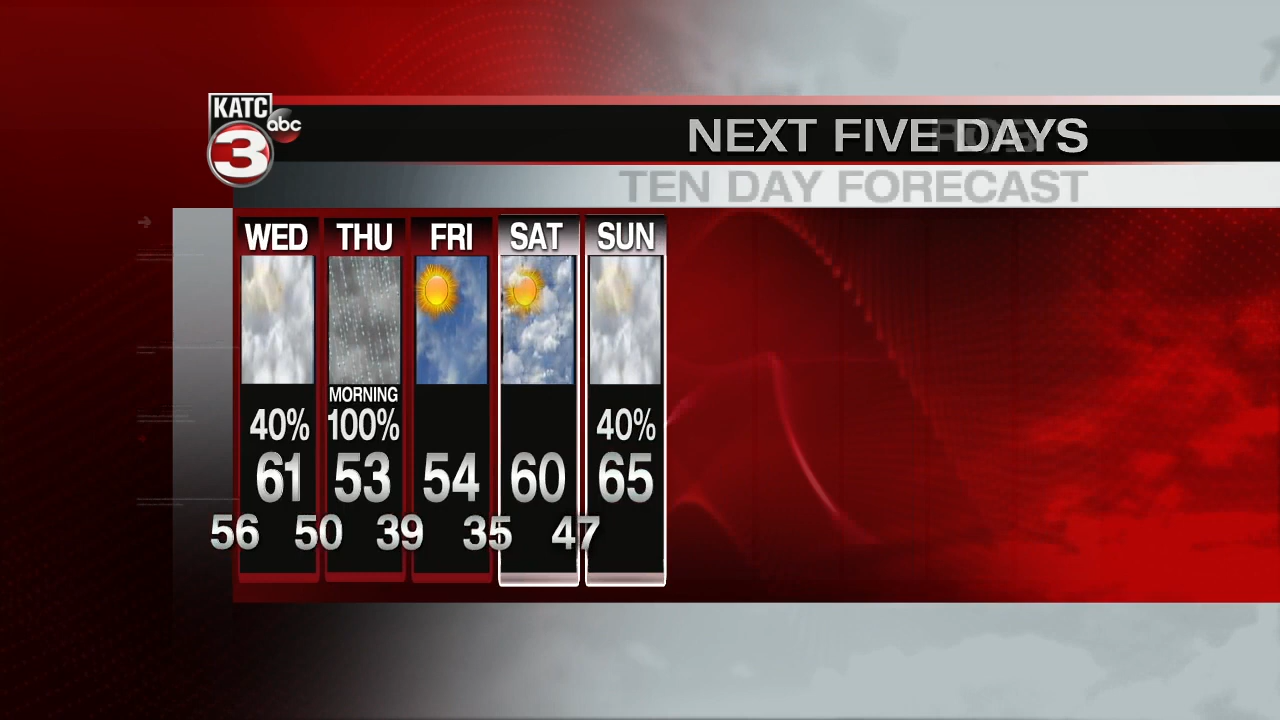 KATC
abc
3
NEXT FIVE DAYS
TEN DAY FORECAST
WED THU FRI SAT SUN
MORNING
40% 100% 40%
61 53 54 60 65
56 50 39 35 47